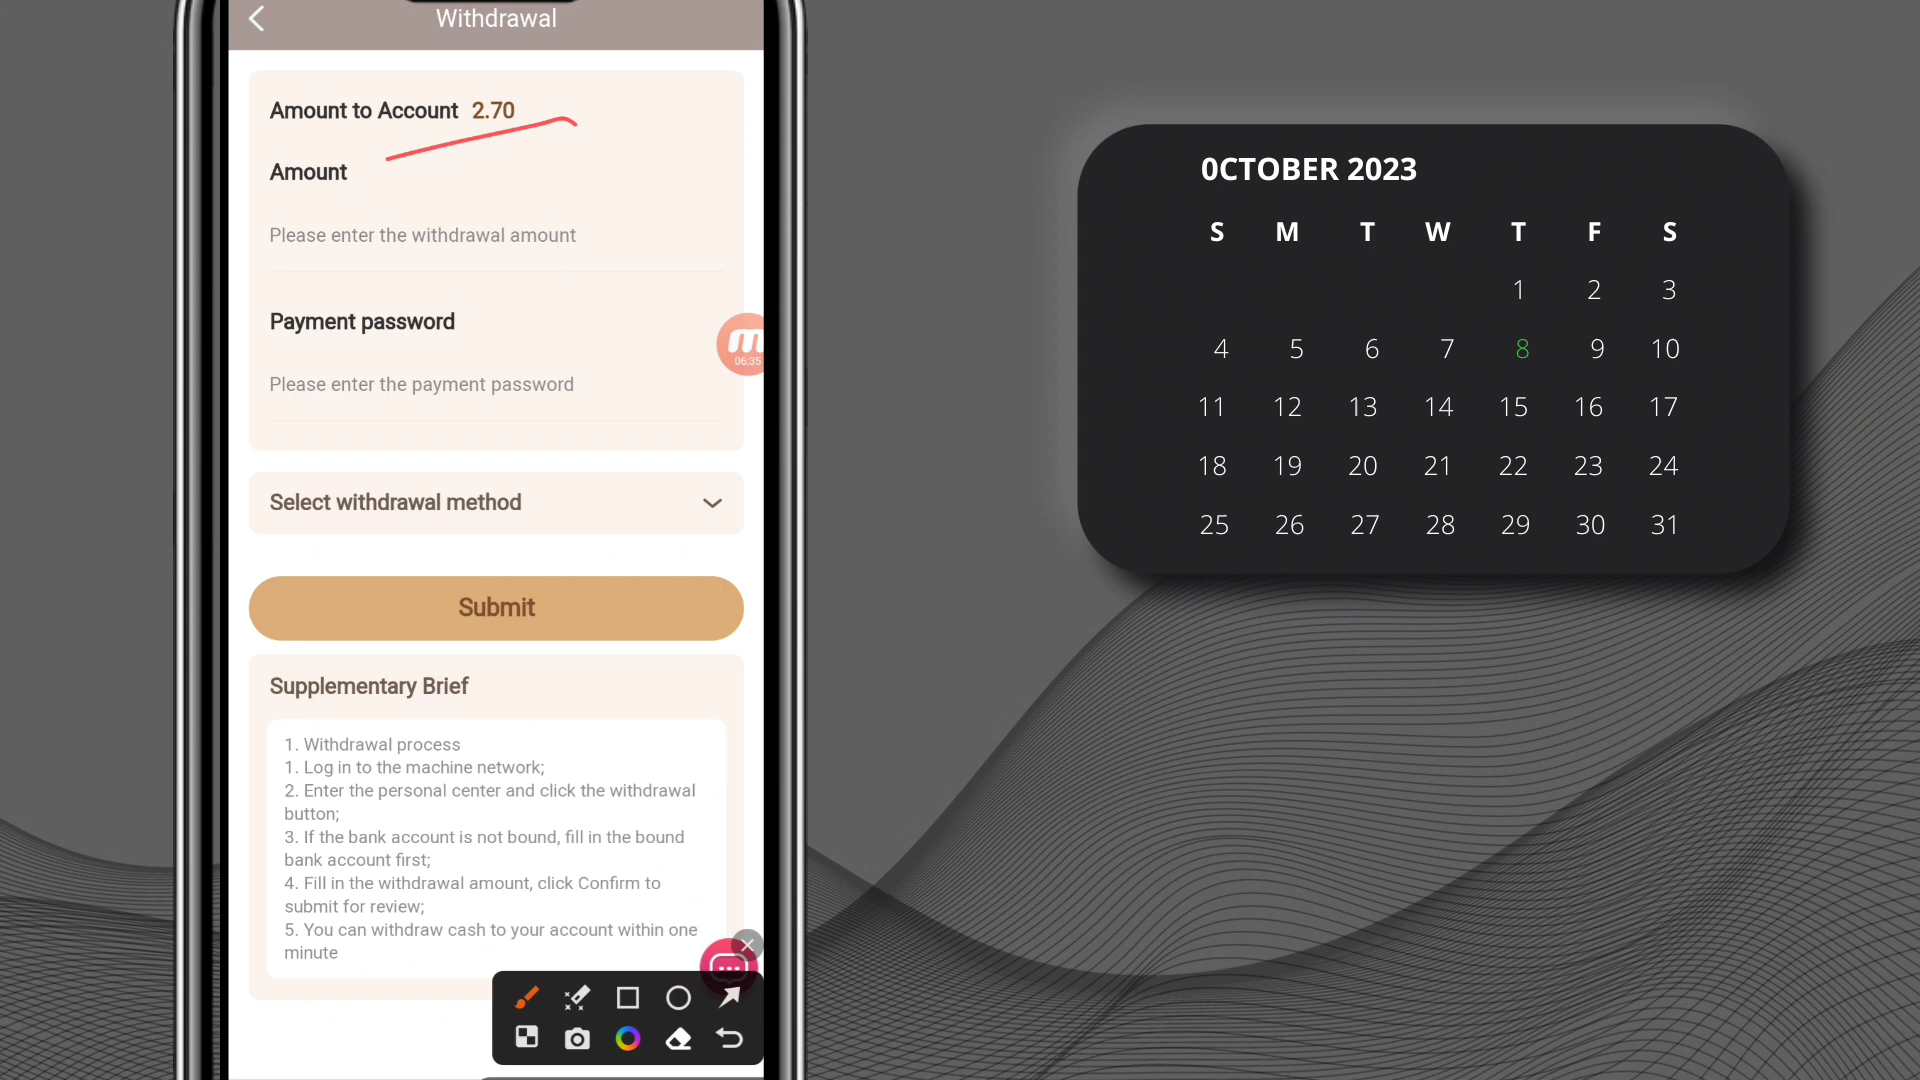 Withdrawal
Amount to Account 2.70
Amount
Please enter the withdrawal amount
Payment password
06:35
Please enter the payment password
Select withdrawal method
Submit
Supplementary Brief
1. Withdrawal process
1. Log in to the machine network;
2. Enter the personal center and click the withdrawal
button;
3. If the bank account is not bound, fill in the bound
bank account first;
4. Fill in the withdrawal amount, click Confirm to
submit for review;
5. You can withdraw cash to your account within one
minute
0CTOBER 2023
S M T W T F S
1 2 3
4 5 6 7 8 9 10
11 12 13 14 15 16 17
18 19 20 21 22 23 24
25 26 27 28 29 30 31